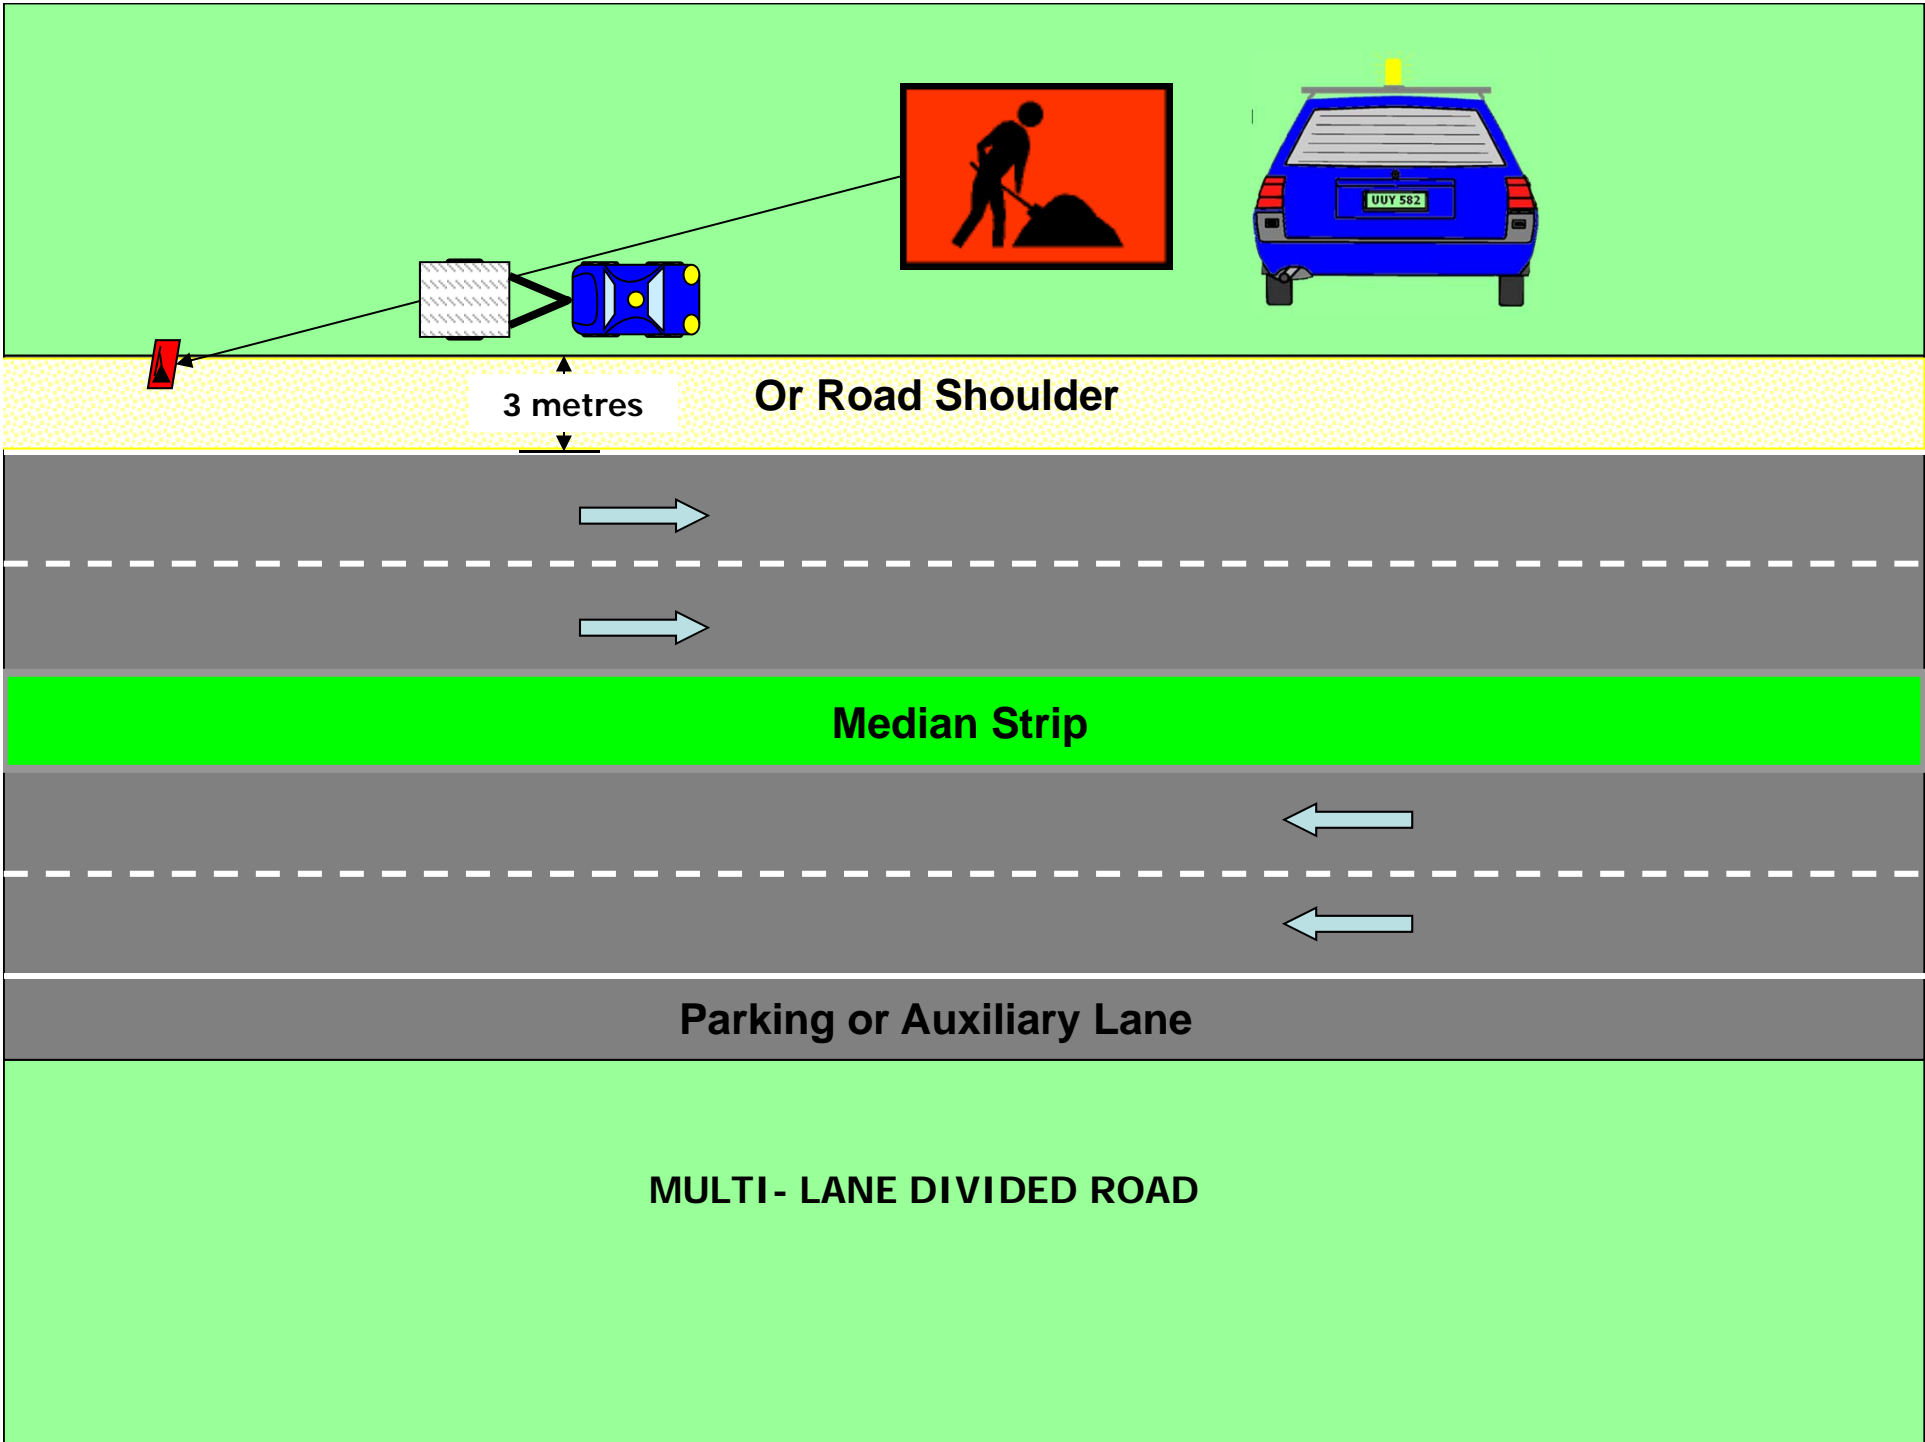 UUY 582
3 metres
Or Road Shoulder
Median Strip
Parking or Auxiliary Lane
MULTI- LANE DIVIDED ROAD